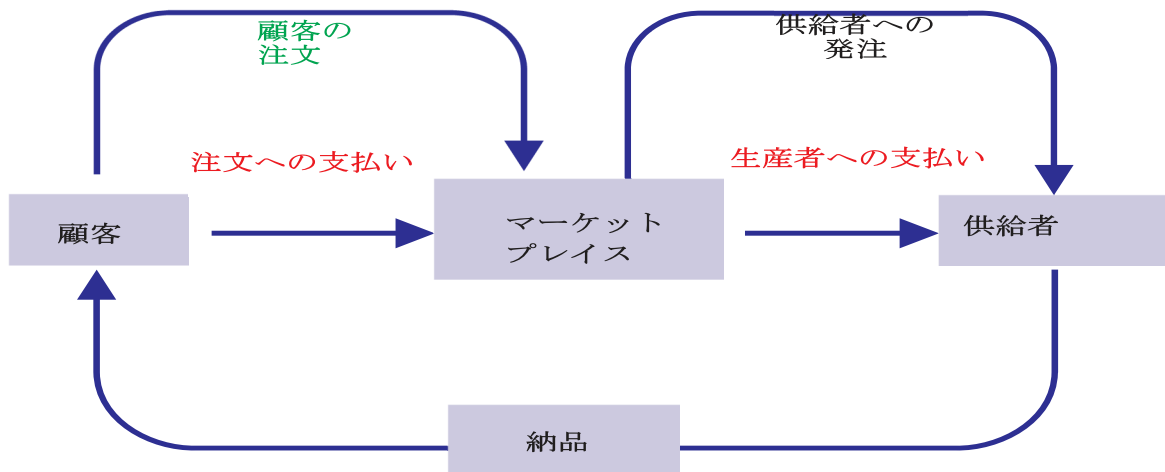 顧客の
注文
供給者への
発注
注文への支払い
生産者への支払い
顧客
マーケット
プレイス
供給者
納品